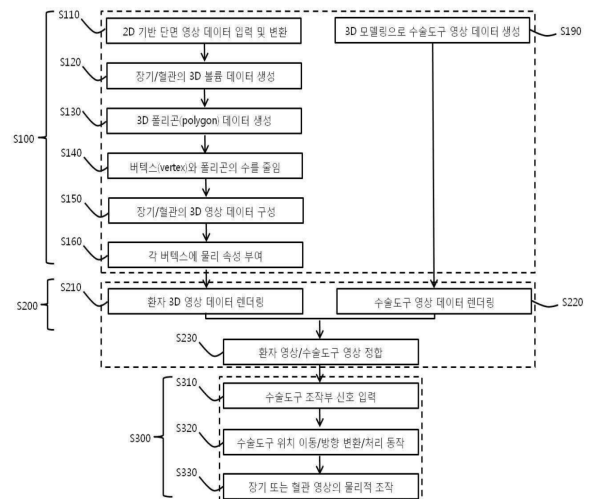 S110
2D 기반 단면 영상 데이터 입력 및 변환
3D 모델링으로 수술도구 영상 데이터 생성
S190
S120
장기/혈관의 3D 볼륨 데이터 생성
S130
3D 폴리곤(polygon) 데이터 생성
S100
S140
버텍스(vertex)와 폴리곤의 수를 줄임
S150
장기/혈관의 3D 영상 데이터 구성
S160
각 버텍스에 물리 속성 부여
S200
S210
환자 3D 영상 데이터 렌더링
수술도구 영상 데이터 렌더링
S220
S230
환자 영상/수술도구 영상 정합
S300
S310
수술도구 조작부 신호 입력
S320
수술도구 위치 이동/방향 변환/처리 동작
S330
장기 또는 혈관 영상의 물리적 조작